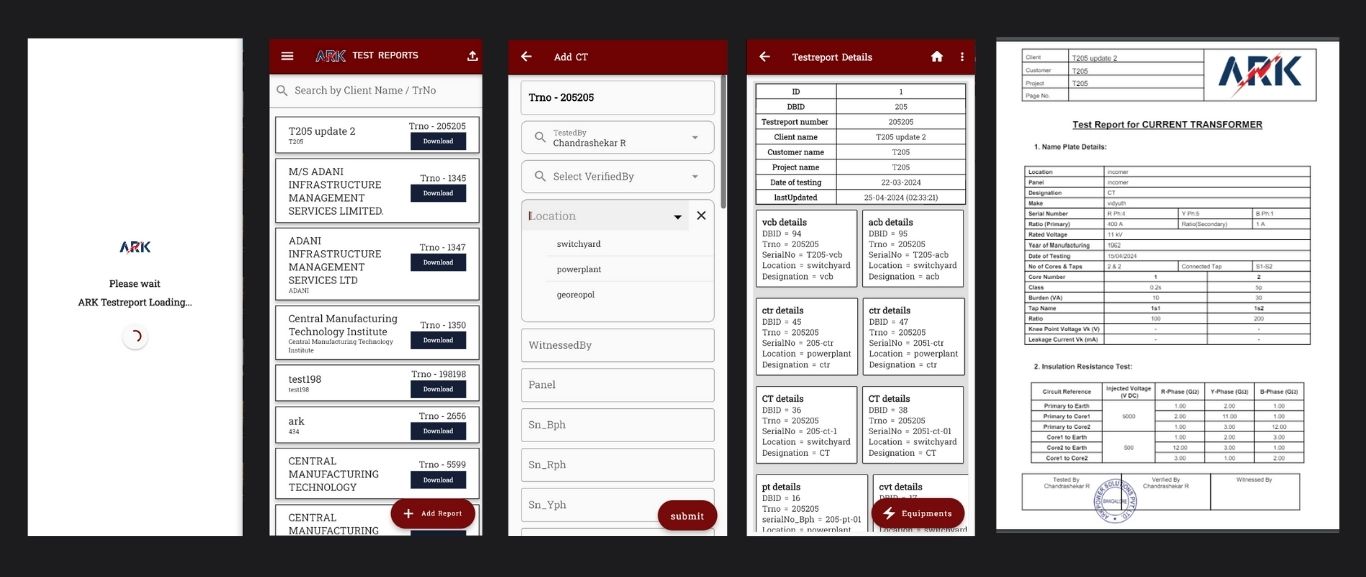 ARK
Please wait
ARK Testreport Loading...
ARK TEST REPORTS
Search by Client Name / TrNo
T205 update 2
T205
Trno - 205205
Download
M/S ADANI
INFRASTRUCTURE
MANAGEMENT
SERVICES LIMITED.
Trno - 1345
Download
ADANI
INFRASTRUCTURE
MANAGEMENT
SERVICES LTD
ADANI
Trno - 1347
Download
Central Manufacturing
Technology Institute
Central Manufacturing Technology
Institute
Trno - 1350
Download
test198
test198
Trno - 198198
Download
ark
434
Trno - 2656
Download
CENTRAL
MANUFACTURING
TECHNOLOGY
Trno - 5599
Download
CENTRAL
MANUFACTURING
Add Report
Add CT
Trno - 205205
TestedBy
Chandrashekar R
Select VerifiedBy
Location
switchyard
powerplant
georeopol
WitnessedBy
Panel
Sn_Bph
Sn_Rph
Sn_Yph
submit
Testreport Details
ID 1
DBID 205
Testreport number 205205
Client name T205 update 2
Customer name T205
Project name T205
Date of testing 22-03-2024
lastUpdated 25-04-2024 (02:33:21)
vcb details
DBID = 94
Trno = 205205
SerialNo = T205-vcb
Location = switchyard
Designation = vcb
acb details
DBID = 95
Trno = 205205
SerialNo = T205-acb
Location = switchyard
Designation = acb
ctr details
DBID = 45
Trno = 205205
SerialNo = 205-ctr
Location = powerplant
Designation = ctr
ctr details
DBID = 47
Trno = 205205
SerialNo = 2051-ctr
Location = powerplant
Designation = ctr
CT details
DBID = 36
Trno = 205205
SerialNo = 205-ct-1
Location = switchyard
Designation = CT
CT details
DBID = 38
Trno = 205205
SerialNo = 2051-ct-01
Location = switchyard
Designation = CT
pt details
DBID = 16
Trno = 205205
serialNo_Bph = 205-pt-01
Location = powerplant
cvt details
Equipments
Client T205 update 2
Customer T205
Project T205
Page No.
ARK
Test Report for CURRENT TRANSFORMER
1. Name Plate Details:
Location incomer
Panel incomer
Designation CT
Make vidyuth
Serial Number R Ph:4 Y Ph:5 B Ph:1
Ratio (Primary) 400 A Ratio(Secondary) 1 A
Rated Voltage 11 kV
Year of Manufacturing 1962
Date of Testing 15/04/2024
No of Cores & Taps 2 & 2 Connected Tap S1-S2
Core Number 1 2
Class 0.2s 5p
Burden (VA) 10 30
Tap Name 1s1 1s2
Ratio 100 200
Knee Point Voltage Vk (V) - -
Leakage Current Vk (mA) - -
2. Insulation Resistance Test:
Circuit Reference Injected Voltage (V DC) R-Phase (GΩ) Y-Phase (GΩ) B-Phase (GΩ)
Primary to Earth 1.00 2.00 1.00
Primary to Core1 5000 2.00 11.00 1.00
Primary to Core2 1.00 3.00 12.00
Core1 to Earth 1.00 2.00 3.00
Core2 to Earth 500 12.00 3.00 1.00
Core1 to Core2 3.00 1.00 2.00
Tested By
Chandrashekar R
Verified By
Chandrashekar R
Witnessed By
ARK POWER SOLUTIONS PVT LTD
BANGALORE